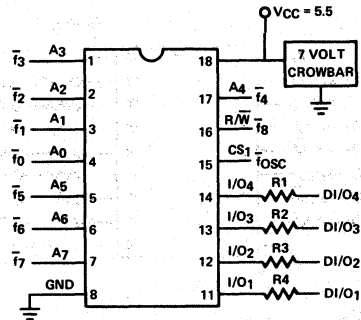 VCC = 5.5
7 VOLT
CROWBAR
f̄3 A3 1
f̄2 A2 2
f̄1 A1 3
f̄0 A0 4
f̄5 A5 5
f̄6 A6 6
f̄7 A7 7
GND 8
18
17 A4 f̄4
16 R/W̄ f̄8
15 CS1 f̄OSC
14 I/O4 R1 DI/O4
13 I/O3 R2 DI/O3
12 I/O2 R3 DI/O2
11 I/O1 R4 DI/O1